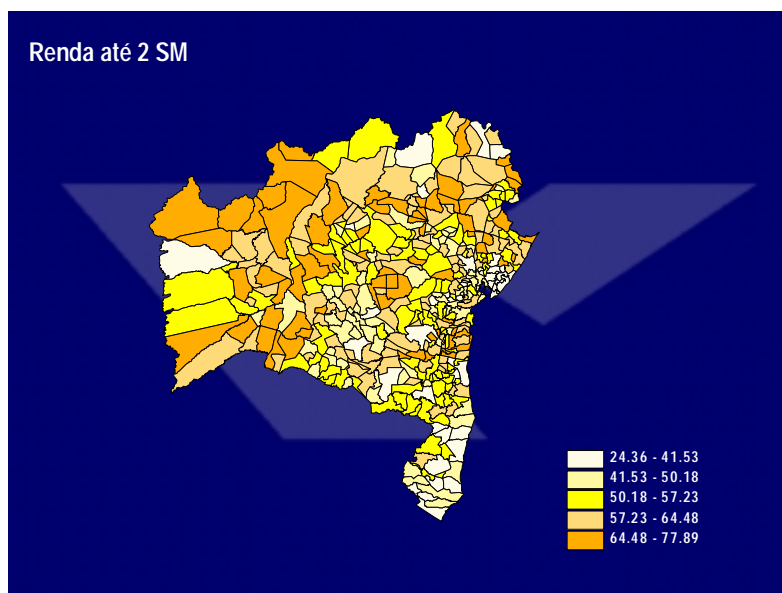 Renda até 2 SM
24.36 - 41.53
41.53 - 50.18
50.18 - 57.23
57.23 - 64.48
64.48 - 77.89